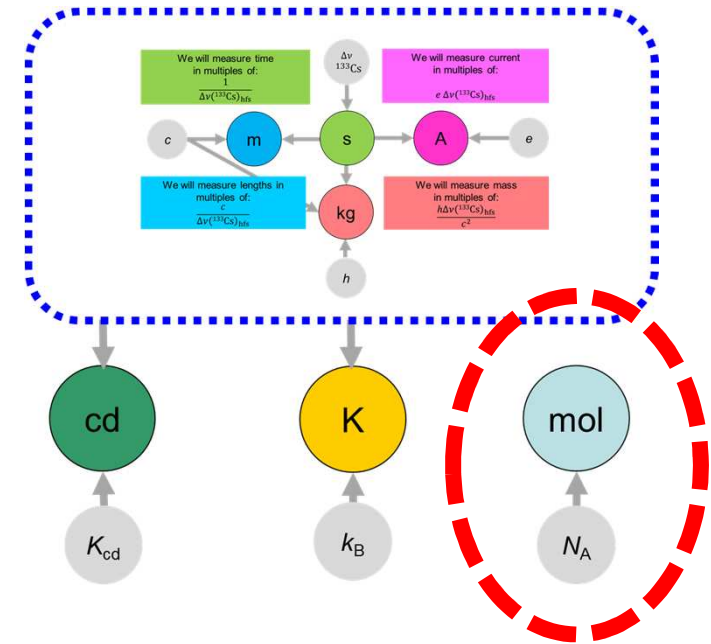 We will measure time
in multiples of:
1
Δν(¹³³Cs)hfs
Δν
¹³³Cs
We will measure current
in multiples of:
e Δν(¹³³Cs)hfs
c
m
s
A
e
We will measure lengths in
multiples of:
c
Δν(¹³³Cs)hfs
kg
We will measure mass
in multiples of:
hΔν(¹³³Cs)hfs
c²
h
cd
K
mol
Kcd
kB
NA